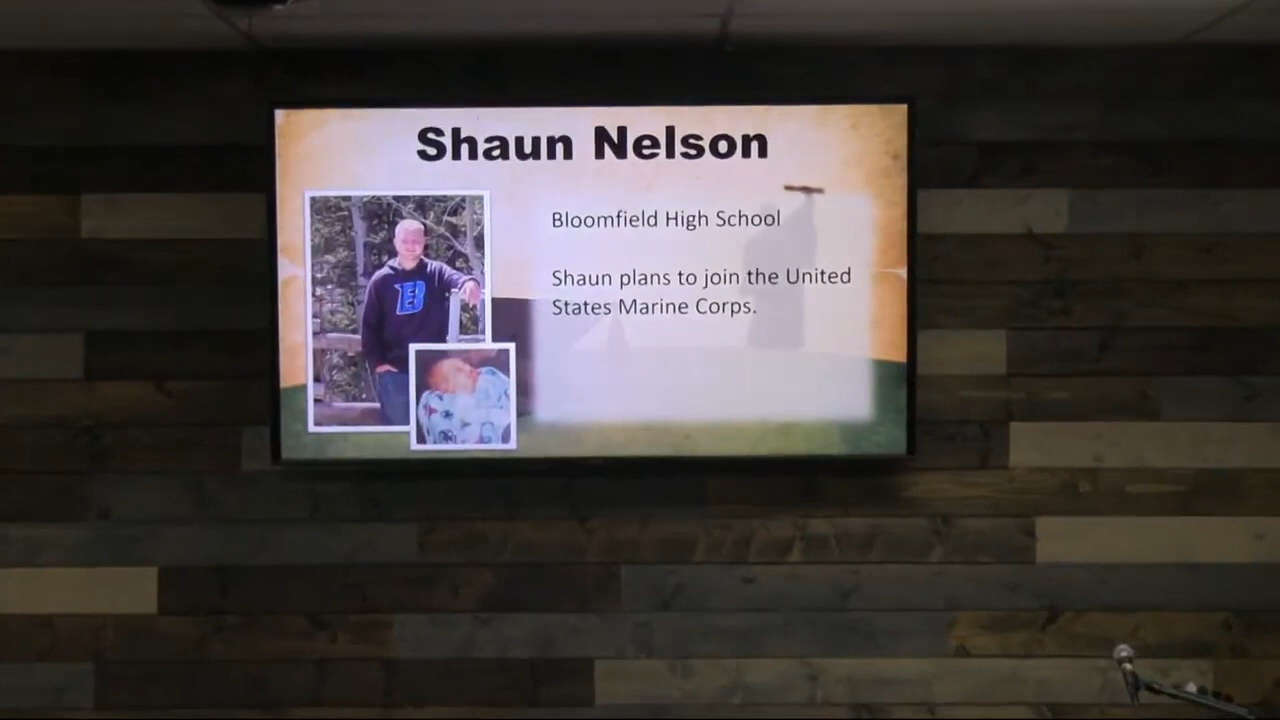 Shaun Nelson
Bloomfield High School
Shaun plans to join the United
States Marine Corps.
B